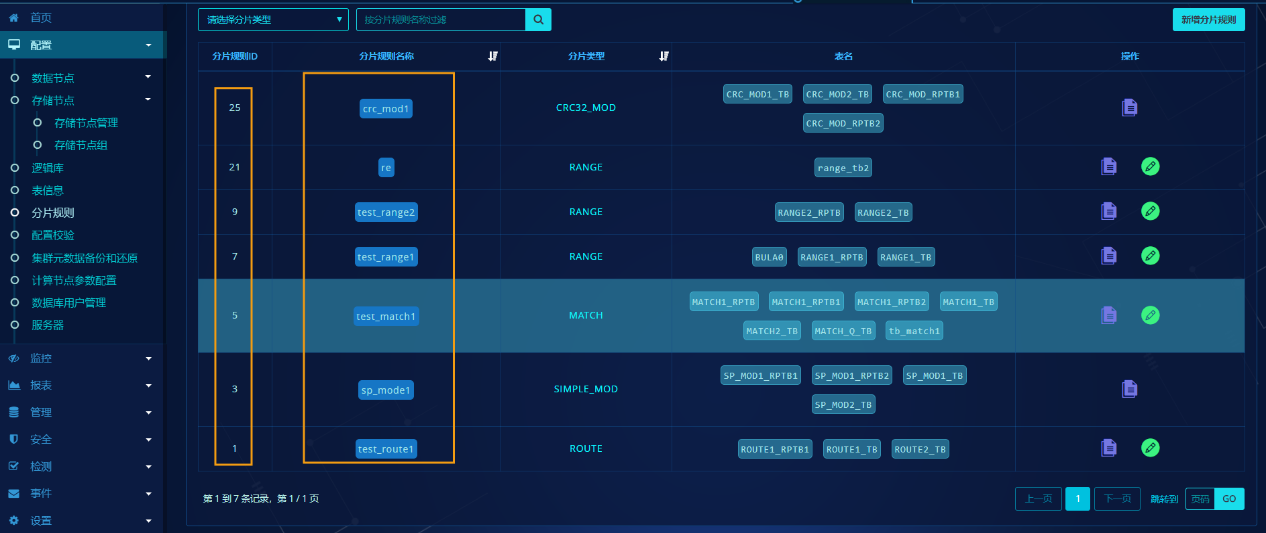 首页
配置
数据节点
存储节点
存储节点管理
存储节点组
逻辑库
表信息
分片规则
配置校验
集群元数据备份和还原
计算节点参数配置
数据库用户管理
服务器
监控
报表
管理
安全
检测
事件
设置
请选择分片类型 按分片规则名称过滤 新增分片规则
分片规则ID 分片规则名称 分片类型 表名 操作
25 crc_mod1 CRC32_MOD CRC_MOD1_TB CRC_MOD2_TB CRC_MOD_RPTB1
CRC_MOD_RPTB2
21 re RANGE range_tb2
9 test_range2 RANGE RANGE2_RPTB RANGE2_TB
7 test_range1 RANGE BULA0 RANGE1_RPTB RANGE1_TB
5 test_match1 MATCH MATCH1_RPTB MATCH1_RPTB1 MATCH1_RPTB2 MATCH1_TB
MATCH2_TB MATCH_Q_TB tb_match1
3 sp_mode1 SIMPLE_MOD SP_MOD1_RPTB1 SP_MOD1_RPTB2 SP_MOD1_TB
SP_MOD2_TB
1 test_route1 ROUTE ROUTE1_RPTB1 ROUTE1_TB ROUTE2_TB
第 1 到 7 条记录，第 1 / 1 页 上一页 1 下一页 跳转到 页码 GO